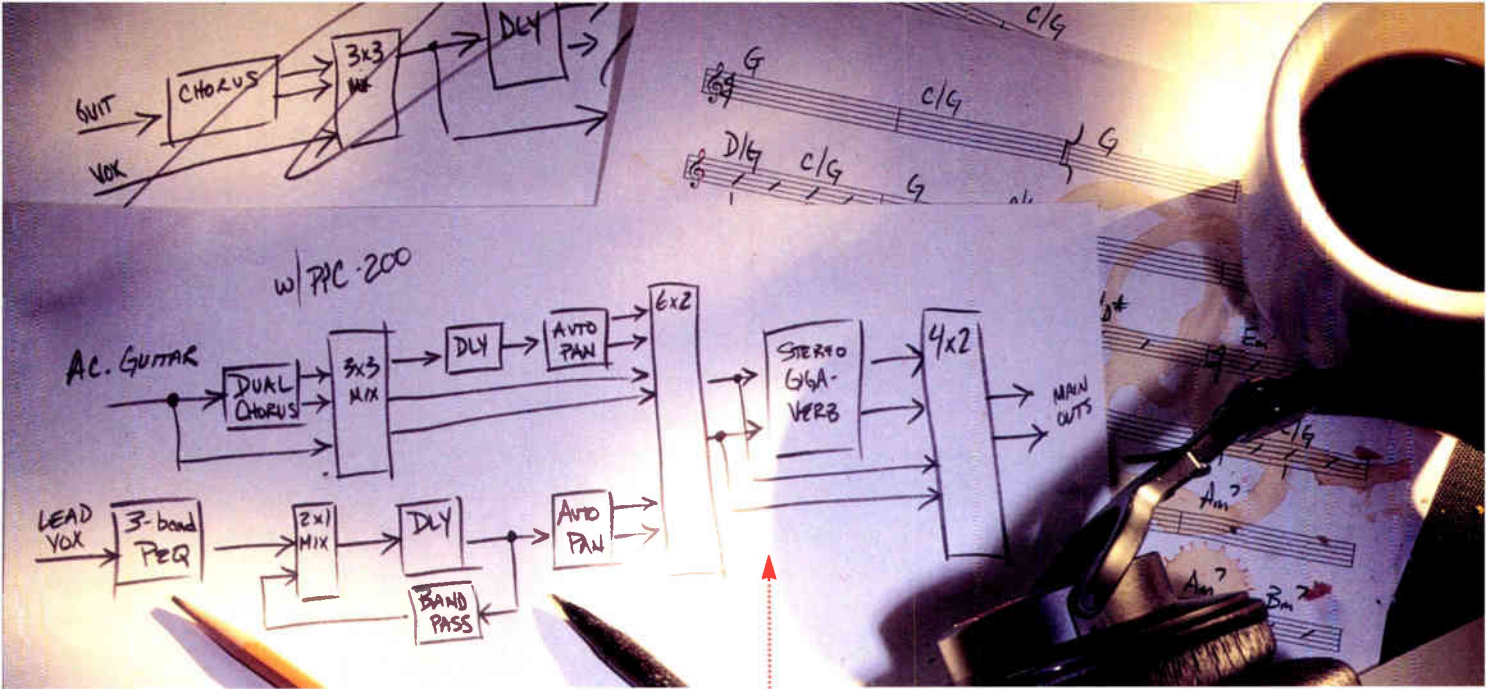 C/G
DLY
3x3
MX
CHORUS
GUIT
VOX
G
C/G
G
D/G
C/G
G
w/ PPC-200
AC. GUITAR
DUAL
CHORUS
3x3
MIX
DLY
AUTO
PAN
6x2
STEREO
GIGA-
VERB
4x2
MAIN
OUTS
LEAD
VOX
3-band
PEQ
2x1
MIX
DLY
AUTO
PAN
BAND
PASS
Em
C/G
Am7
Am7
Bm7